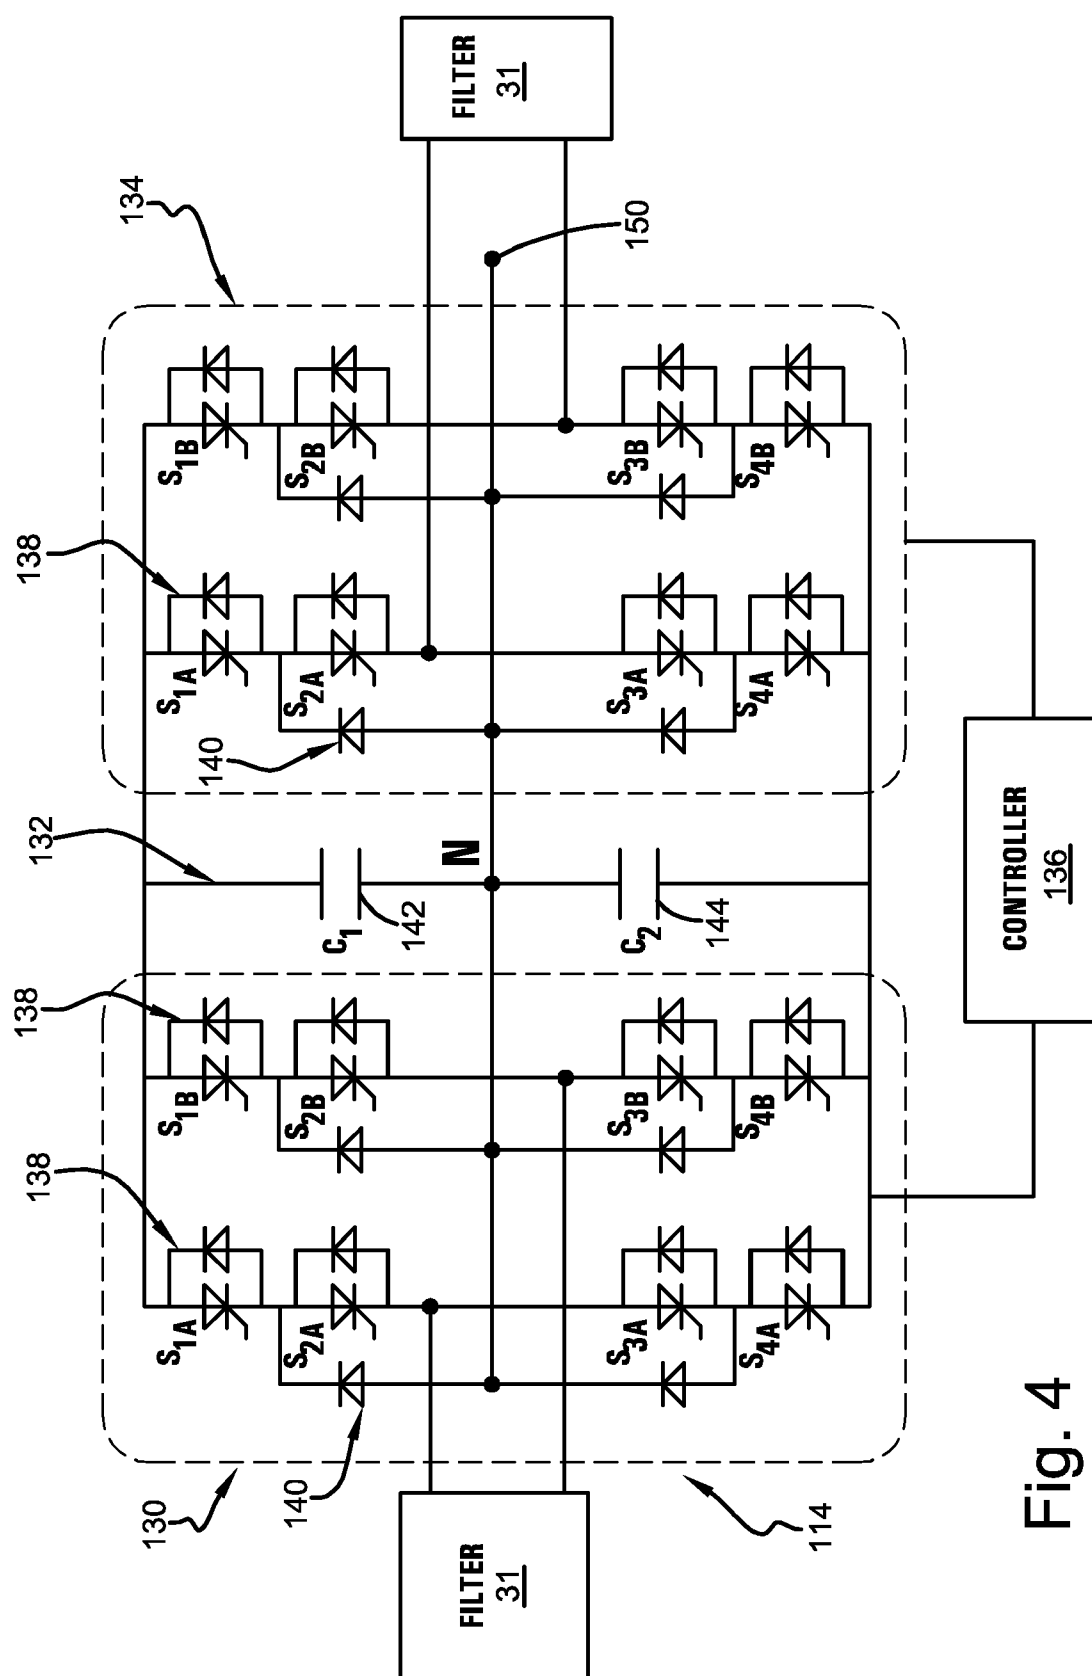 134
138
132
138
138
130
S1B
S1A
S1B
S1A
S2B
S2A
S2B
S2A
140
140
C1
142
FILTER
31
N
FILTER
31
150
S3B
S3A
C2
144
S3B
S3A
S4B
S4A
S4B
S4A
114
CONTROLLER
136
Fig. 4